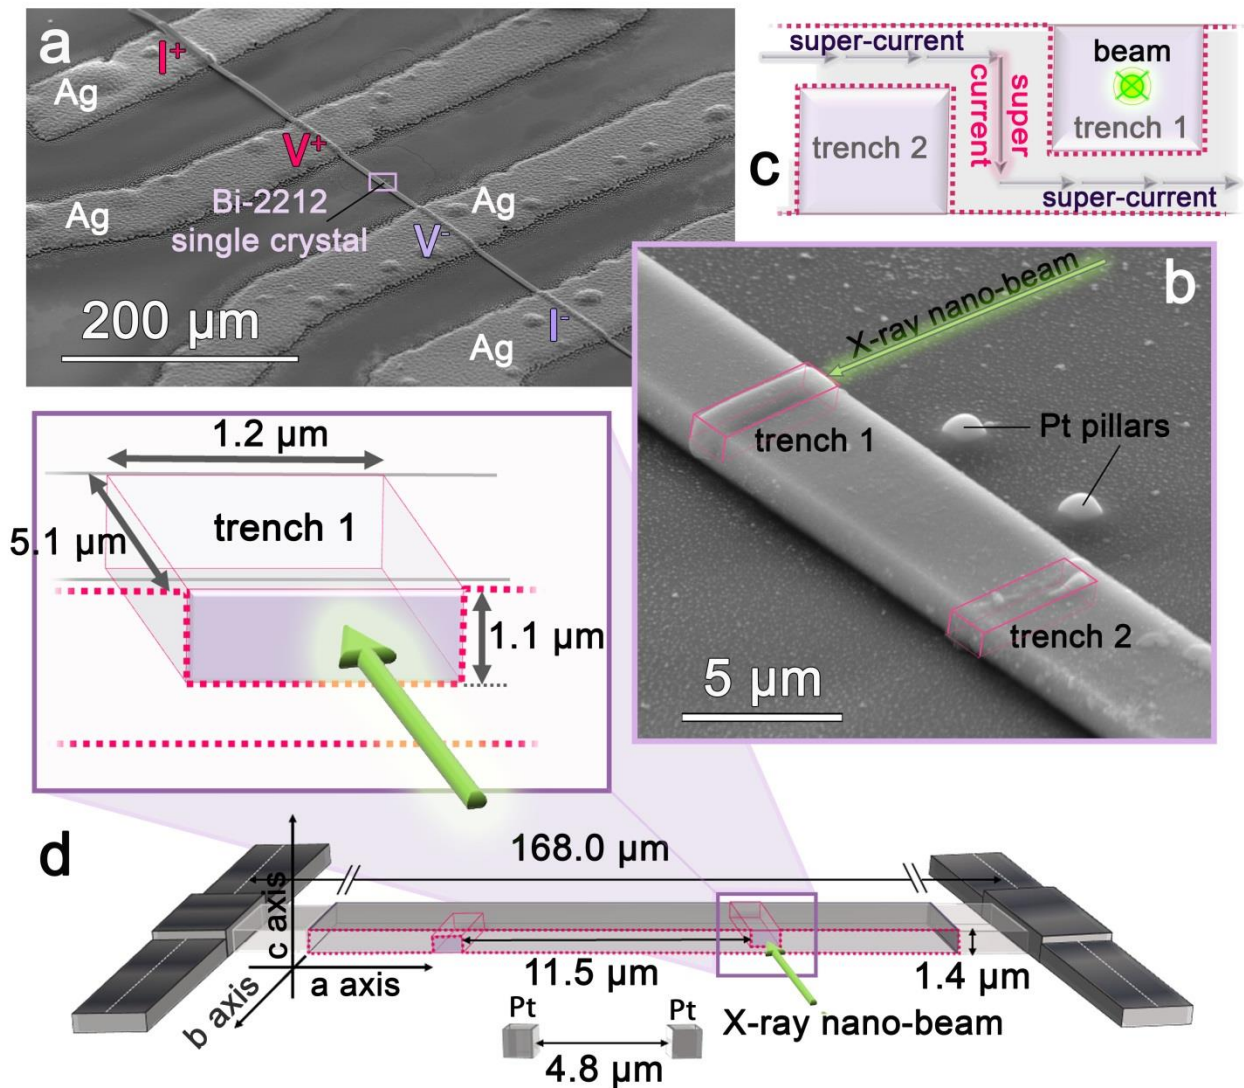 a
I⁺
Ag
V⁺
Ag
Bi-2212
single crystal
V⁻
200 µm
I⁻
Ag
super-current
beam
super
current
trench 2
trench 1
c
super-current
b
X-ray nano-beam
trench 1
Pt pillars
trench 2
5 µm
1.2 µm
trench 1
5.1 µm
1.1 µm
d
168.0 µm
c axis
a axis
b axis
11.5 µm
1.4 µm
Pt
Pt
X-ray nano-beam
4.8 µm